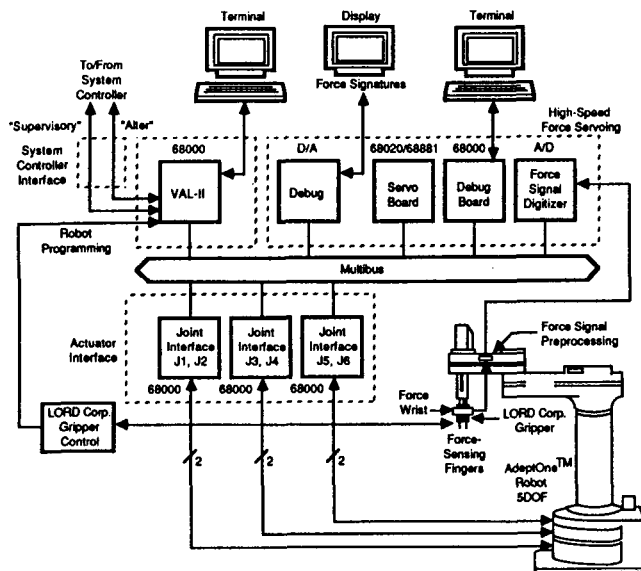 Terminal
Display
Terminal
To/From
System
Controller
Force Signatures
High-Speed
Force Servoing
"Supervisory"
"Alter"
68000
D/A
68020/68881
68000
A/D
System
Controller
Interface
VAL-II
Debug
Servo
Board
Debug
Board
Force
Signal
Digitizer
Robot
Programming
Multibus
Actuator
Interface
Joint
Interface
J1, J2
Joint
Interface
J3, J4
Joint
Interface
J5, J6
68000
68000
68000
Force Signal
Preprocessing
Force
Wrist
LORD Corp.
Gripper
LORD Corp.
Gripper
Control
Force-
Sensing
Fingers
2
2
2
AdeptOne™
Robot
5DOF